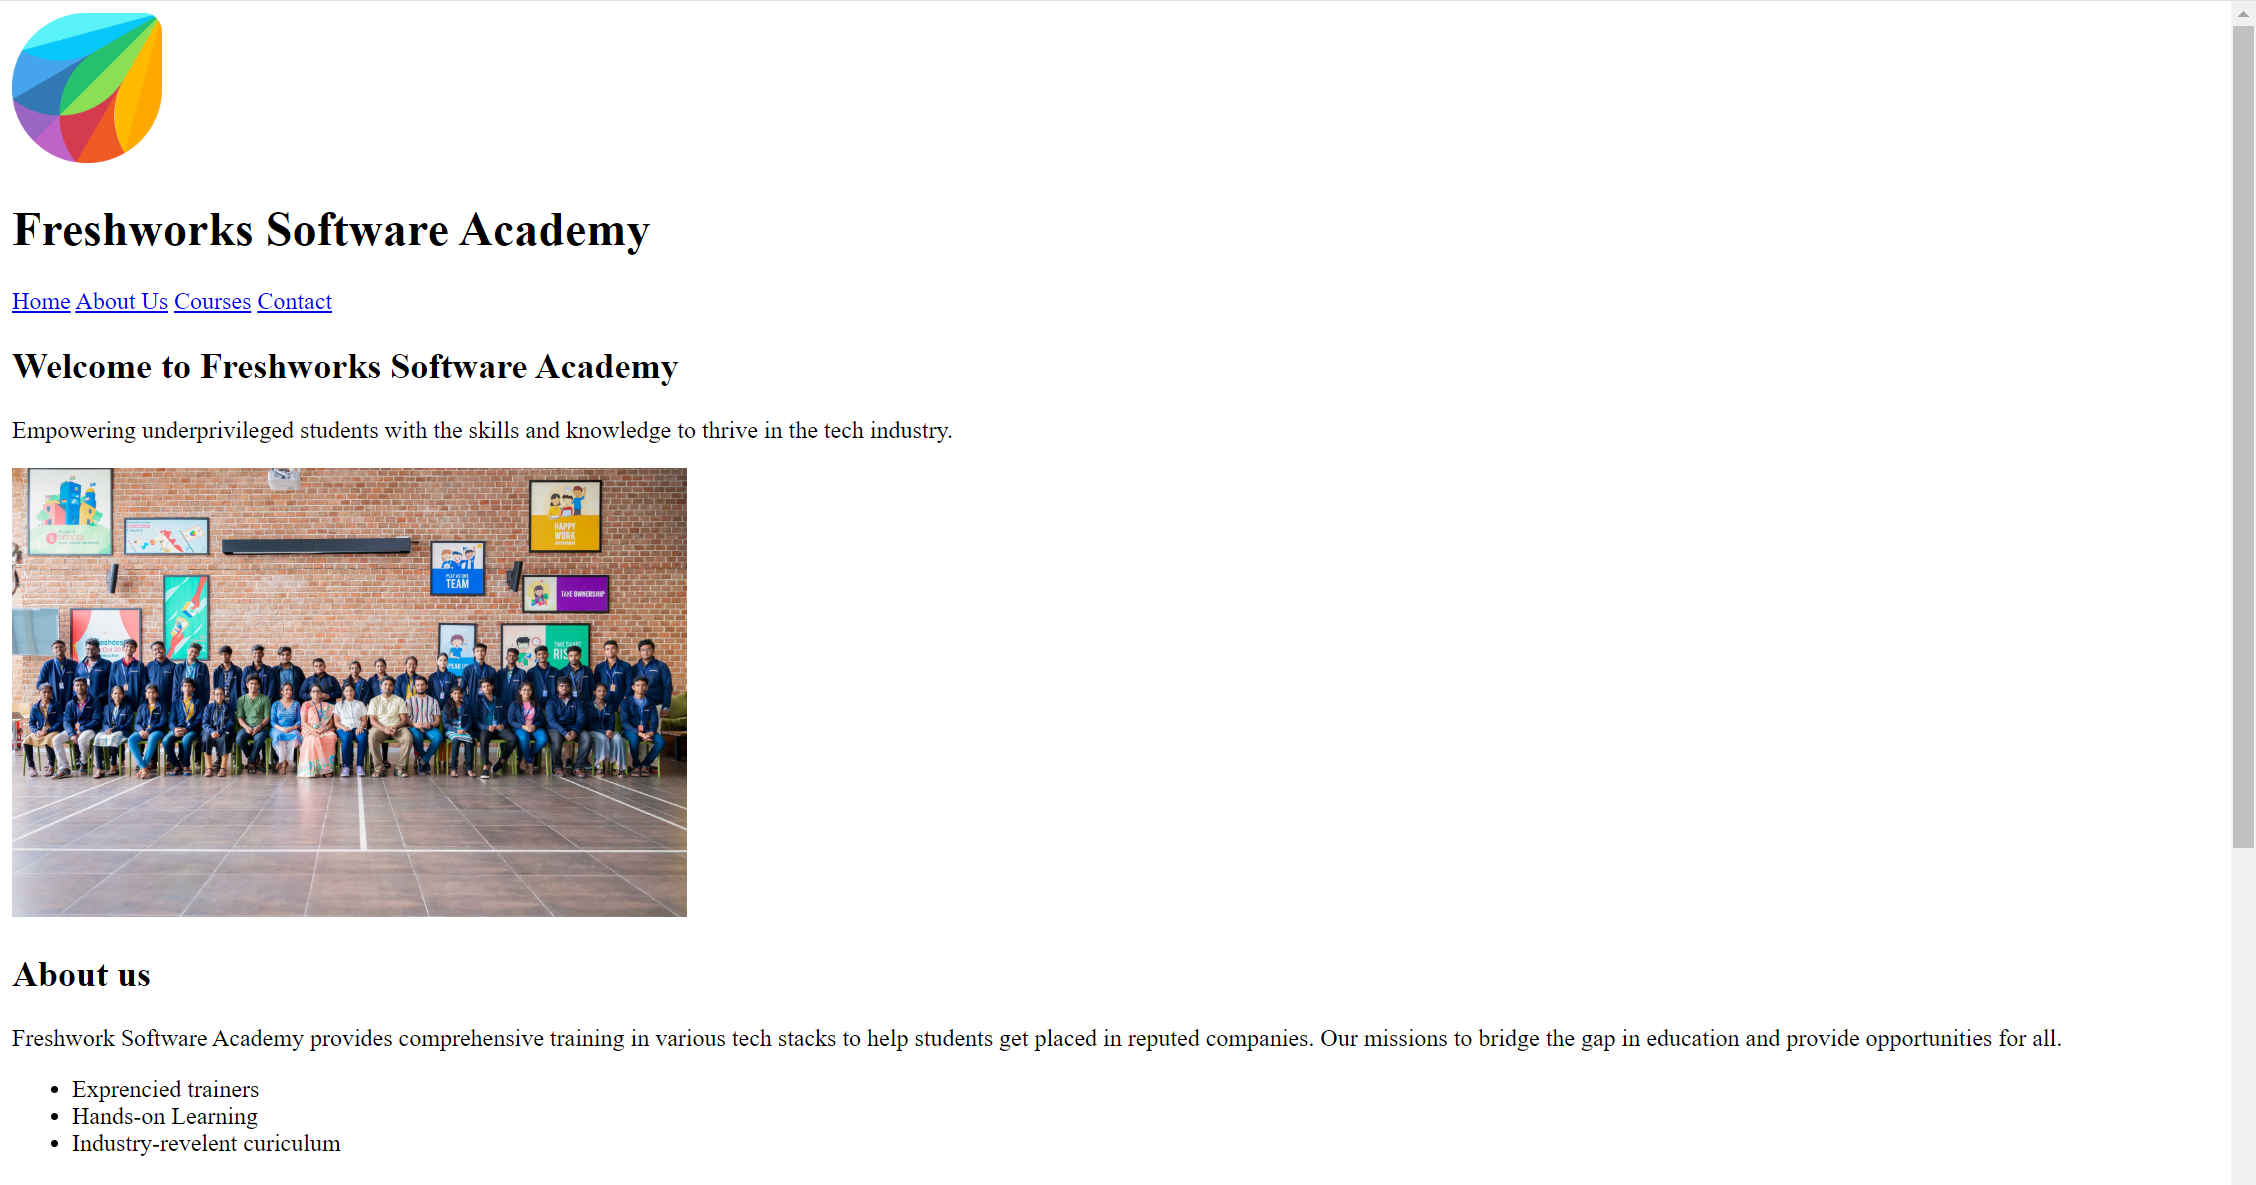 Freshworks Software Academy
Home About Us Courses Contact
Welcome to Freshworks Software Academy
Empowering underprivileged students with the skills and knowledge to thrive in the tech industry.
HAPPY
WORK
TEAM
TAKE OWNERSHIP
About us
Freshwork Software Academy provides comprehensive training in various tech stacks to help students get placed in reputed companies. Our missions to bridge the gap in education and provide opportunities for all.
Exprencied trainers
Hands-on Learning
Industry-revelent curiculum